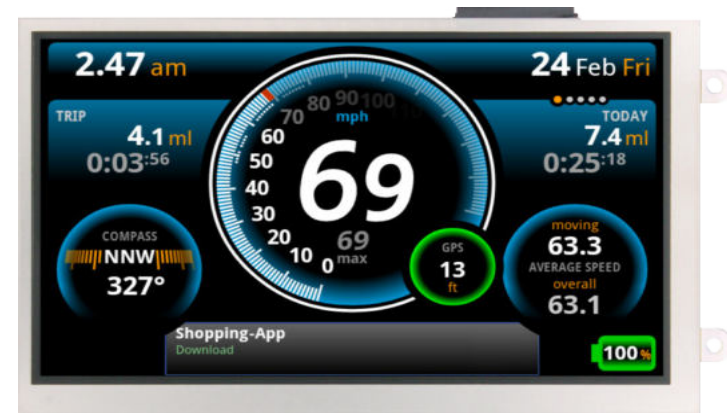 2.47 am
24 Feb Fri
TRIP
4.1 ml
0:03:56
TODAY
7.4 ml
0:25:18
90 100
80
70
mph
60
50
40
30
20
10
0
69
69
max
COMPASS
NNW
327°
GPS
13
ft
moving
63.3
AVERAGE SPEED
overall
63.1
Shopping-App
Download
100%